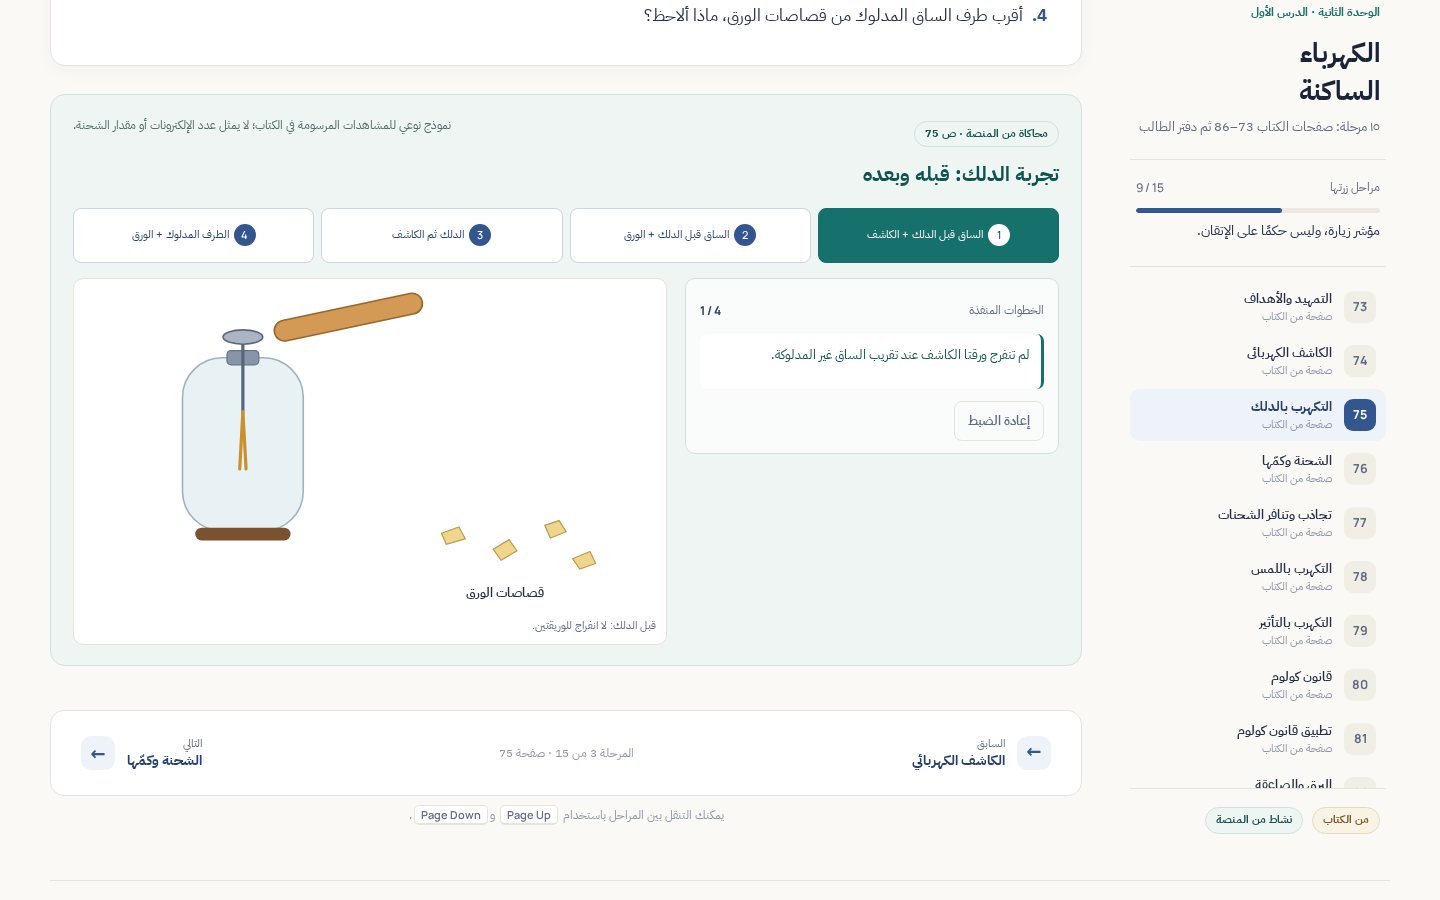 الوحدة الثانية · الدرس الأول
الكهرباء
الساكنة
١٥ مرحلة: صفحات الكتاب 73–86 ثم دفتر الطالب
مراحل زرتها
9 / 15
مؤشر زيارة، وليس حكمًا على الإتقان.
73
التمهيد والأهداف
صفحة من الكتاب
74
الكاشف الكهربائي
صفحة من الكتاب
75
التكهرب بالدلك
صفحة من الكتاب
76
الشحنة وكمّها
صفحة من الكتاب
77
تجاذب وتنافر الشحنات
صفحة من الكتاب
78
التكهرب باللمس
صفحة من الكتاب
79
التكهرب بالتأثير
صفحة من الكتاب
80
قانون كولوم
صفحة من الكتاب
81
تطبيق قانون كولوم
صفحة من الكتاب
البرق والصاعقة
من الكتاب
نشاط من المنصة
4. أقرب طرف الساق المدلوك من قصاصات الورق، ماذا ألاحظ؟
محاكاة من المنصة · ص 75
نموذج نوعي للمشاهدات المرسومة في الكتاب؛ لا يمثل عدد الإلكترونات أو مقدار الشحنة.
تجربة الدلك: قبله وبعده
1 الساق قبل الدلك + الكاشف
2 الساق قبل الدلك + الورق
3 الدلك ثم الكاشف
4 الطرف المدلوك + الورق
الخطوات المنفذة
1 / 4
لم تنفرج ورقتا الكاشف عند تقريب الساق غير المدلوكة.
إعادة الضبط
قصاصات الورق
قبل الدلك: لا انفراج للوريقتين.
السابق
الكاشف الكهربائي
المرحلة 3 من 15 · صفحة 75
التالي
الشحنة وكمّها
يمكنك التنقل بين المراحل باستخدام Page Up و Page Down .